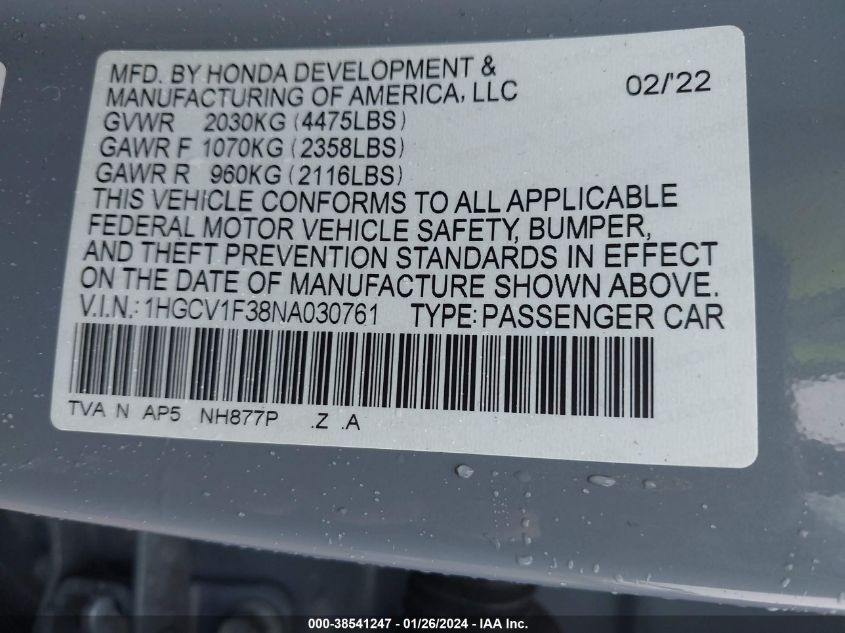 MFD. BY HONDA DEVELOPMENT &
MANUFACTURING OF AMERICA, LLC 02/'22
GVWR 2030KG (4475LBS)
GAWR F 1070KG (2358LBS)
GAWR R 960KG (2116LBS)
THIS VEHICLE CONFORMS TO ALL APPLICABLE
FEDERAL MOTOR VEHICLE SAFETY, BUMPER,
AND THEFT PREVENTION STANDARDS IN EFFECT
ON THE DATE OF MANUFACTURE SHOWN ABOVE.
V.I.N.: 1HGCV1F38NA030761 TYPE: PASSENGER CAR
TVA N AP5 NH877P .Z .A
000-38541247 - 01/26/2024 - IAA Inc.